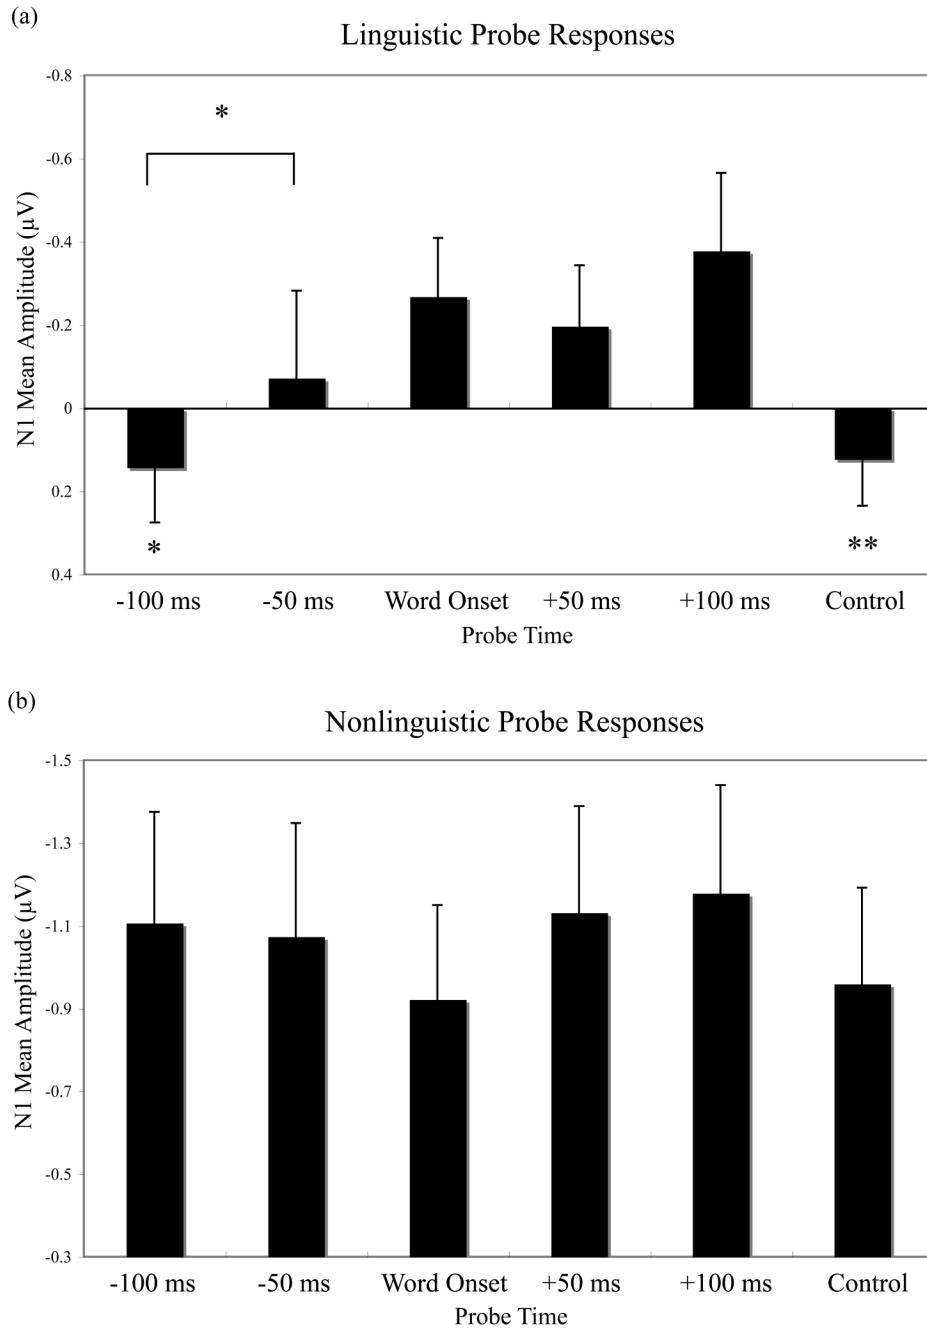 (a)
Linguistic Probe Responses
N1 Mean Amplitude (µV)
-0.8
-0.6
-0.4
-0.2
0
0.2
0.4
*
*
**
-100 ms -50 ms Word Onset +50 ms +100 ms Control
Probe Time
(b)
Nonlinguistic Probe Responses
N1 Mean Amplitude (µV)
-1.5
-1.3
-1.1
-0.9
-0.7
-0.5
-0.3
-100 ms -50 ms Word Onset +50 ms +100 ms Control
Probe Time